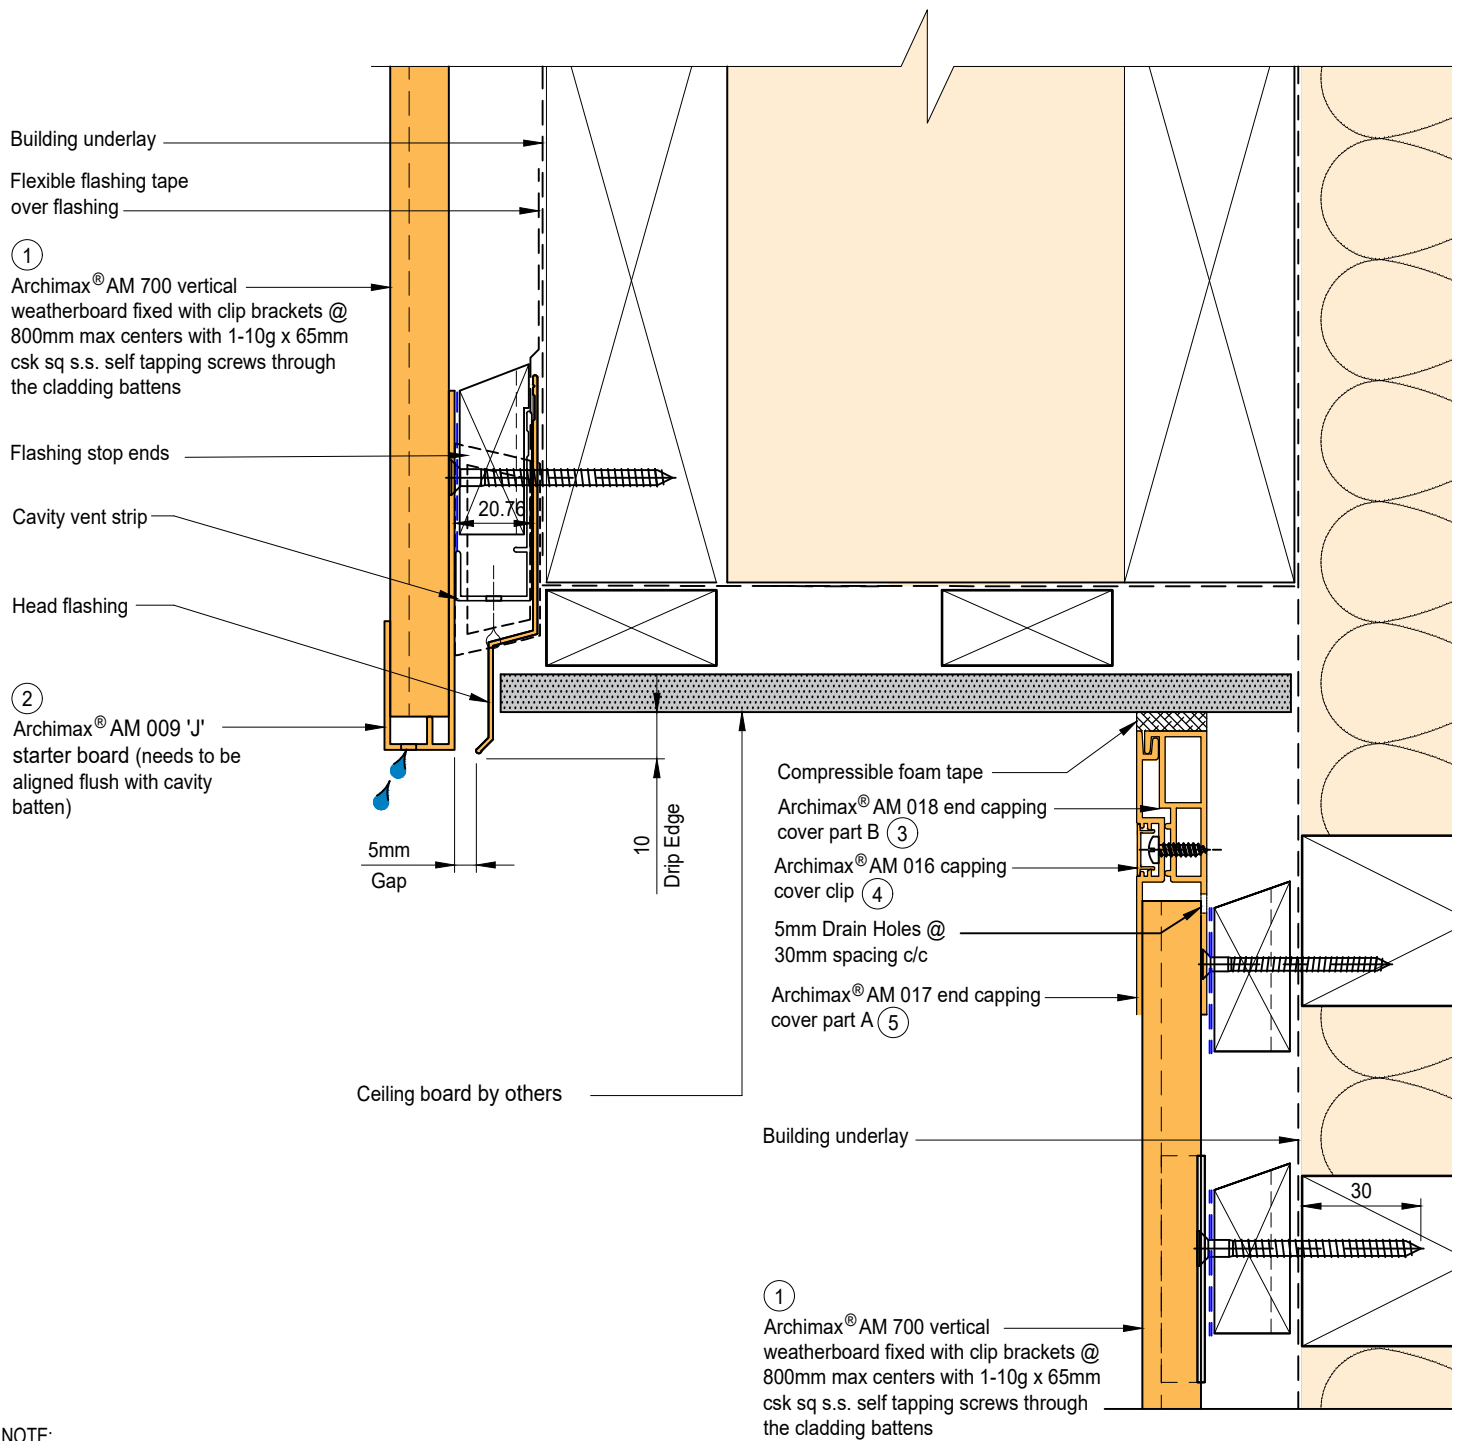 Building underlay
Flexible flashing tape
over flashing
1
Archimax® AM 700 vertical
weatherboard fixed with clip brackets @
800mm max centers with 1-10g x 65mm
csk sq s.s. self tapping screws through
the cladding battens
Flashing stop ends
20.76
Cavity vent strip
Head flashing
2
Archimax® AM 009 'J'
starter board (needs to be
aligned flush with cavity
batten)
5mm
Gap
10
Drip Edge
Compressible foam tape
Archimax® AM 018 end capping
cover part B 3
Archimax® AM 016 capping
cover clip 4
5mm Drain Holes @
30mm spacing c/c
Archimax® AM 017 end capping
cover part A 5
Ceiling board by others
Building underlay
30
1
Archimax® AM 700 vertical
weatherboard fixed with clip brackets @
800mm max centers with 1-10g x 65mm
csk sq s.s. self tapping screws through
the cladding battens
NOTE: